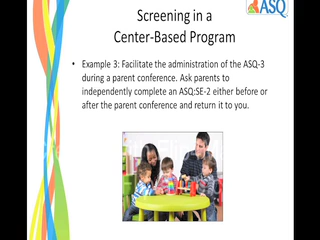 ASQ
Screening in a
Center-Based Program
• Example 3: Facilitate the administration of the ASQ-3
during a parent conference. Ask parents to
independently complete an ASQ:SE-2 either before or
after the parent conference and return it to you.